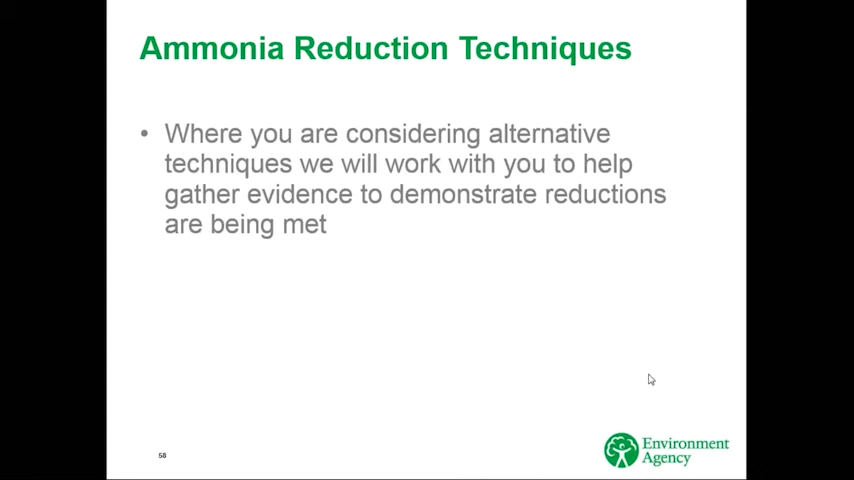 Ammonia Reduction Techniques
• Where you are considering alternative
techniques we will work with you to help
gather evidence to demonstrate reductions
are being met
58
Environment
Agency